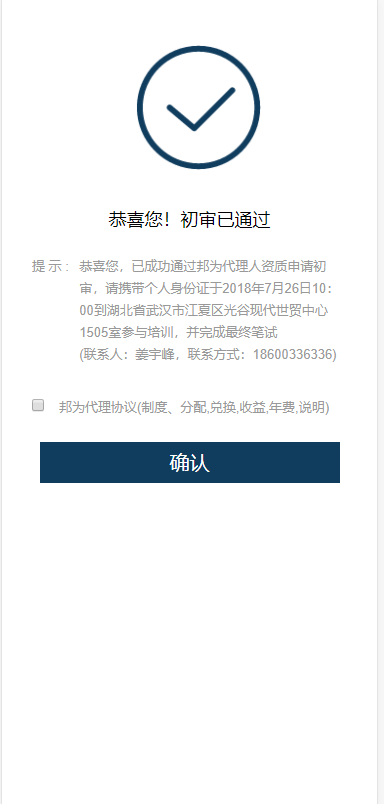 恭喜您！初审已通过
提 示： 恭喜您，已成功通过邦为代理人资质申请初
审，请携带个人身份证于2018年7月26日10：
00到湖北省武汉市江夏区光谷现代世贸中心
1505室参与培训，并完成最终笔试
(联系人：姜宇峰，联系方式：18600336336)
邦为代理协议(制度、分配,兑换,收益,年费,说明)
确认